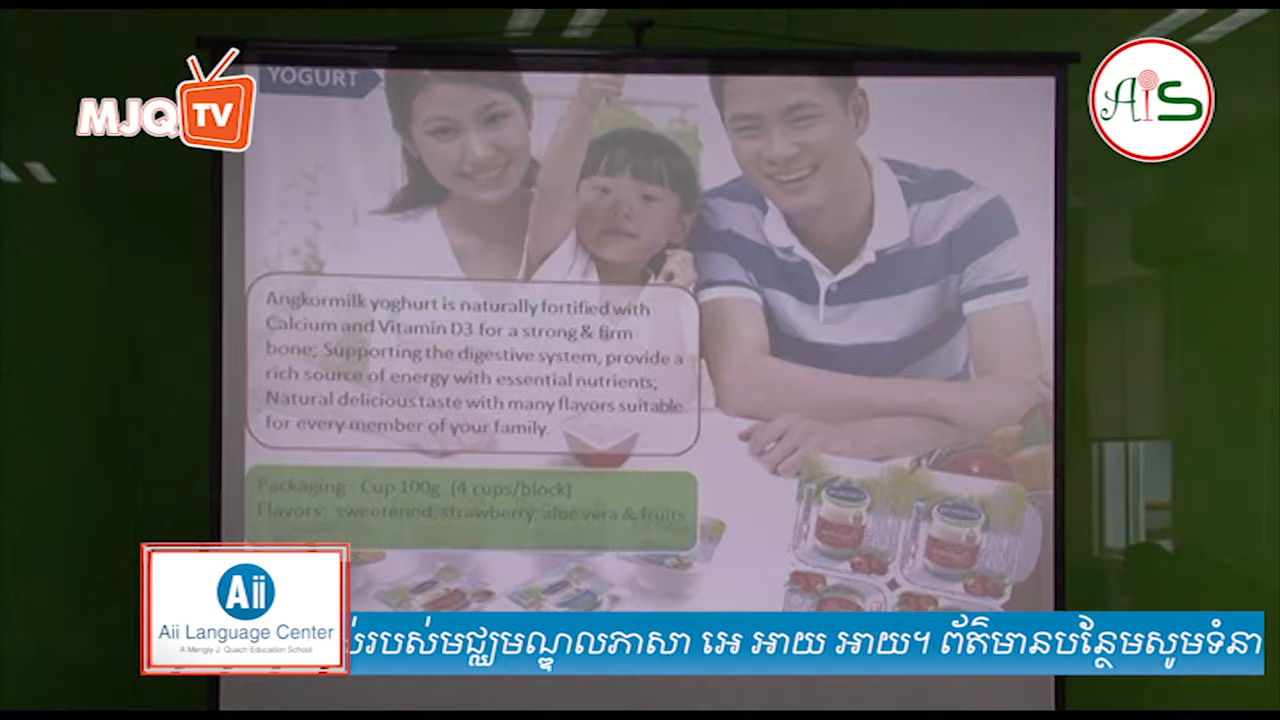 YOGURT
MJQ TV
AiS
Angkormilk yoghurt is naturally fortified with
Calcium and Vitamin D3 for a strong & firm
bone; Supporting the digestive system, provide a
rich source of energy with essential nutrients;
Natural delicious taste with many flavors suitable
for every member of your family.
Packaging : Cup 100g (4 cups/block)
Flavors: sweetened, strawberry, aloe vera & fruits
Aii
Aii Language Center
A Mengly J. Quach Education School
របស់មជ្ឈមណ្ឌលភាសា អេ អាយ អាយ។ ព័ត៌មានបន្ថែមសូមទំនា